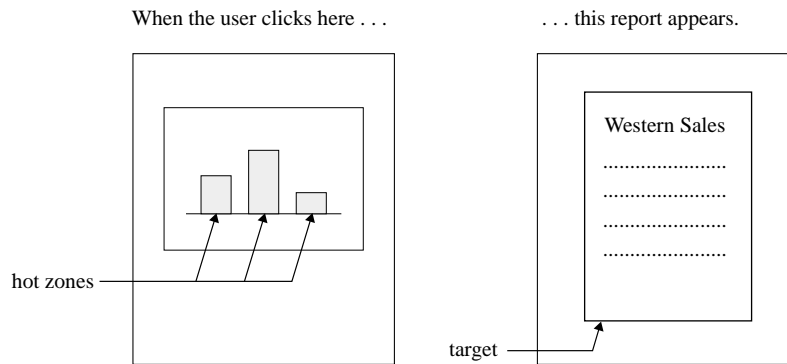 When the user clicks here . . .
. . . this report appears.
Western Sales
hot zones
target